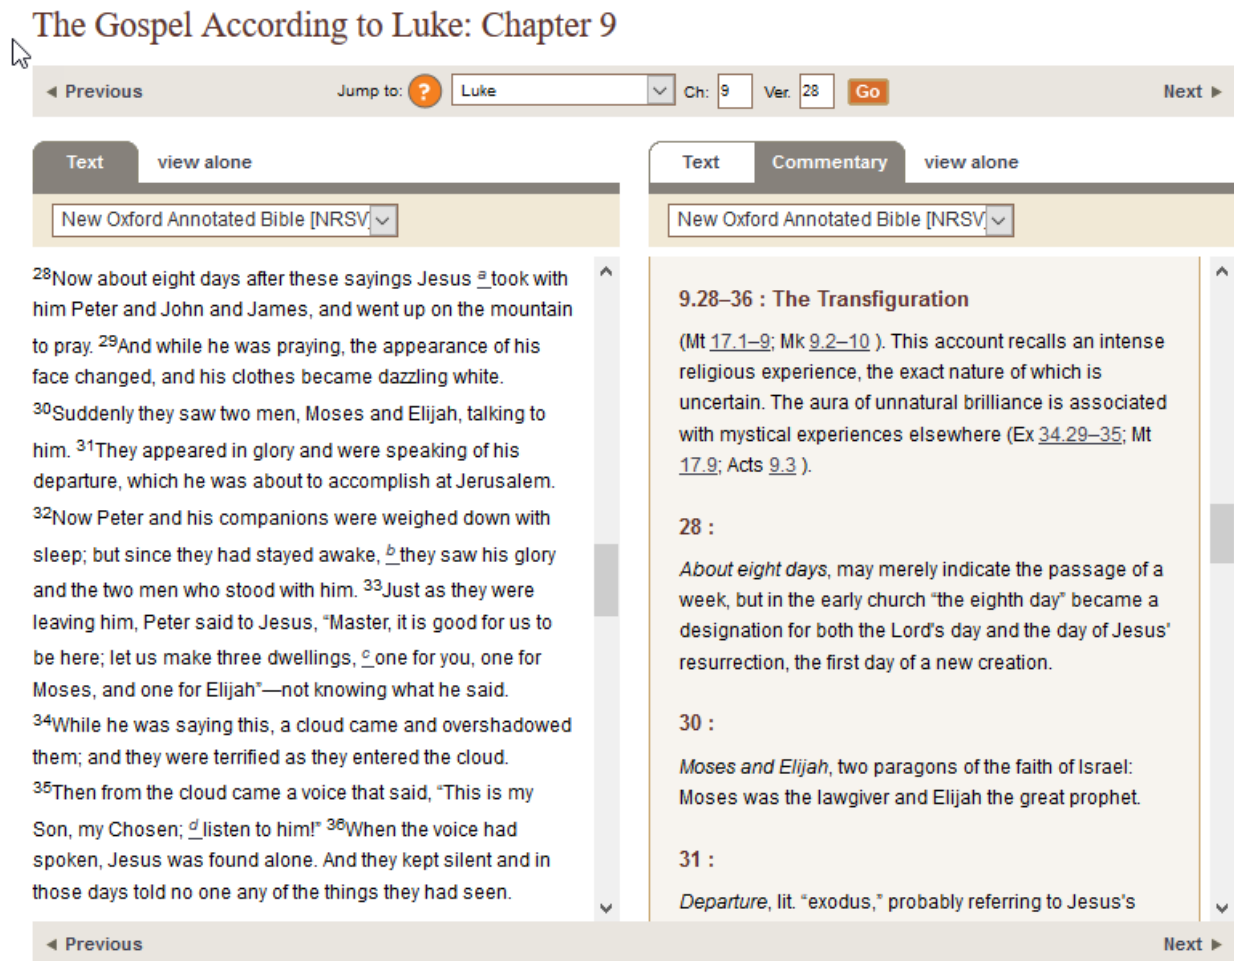 The Gospel According to Luke: Chapter 9
Previous
Jump to: ? Luke Ch: 9 Ver. 28 Go
Next
Text view alone
New Oxford Annotated Bible [NRSV]
28Now about eight days after these sayings Jesus a took with
him Peter and John and James, and went up on the mountain
to pray. 29And while he was praying, the appearance of his
face changed, and his clothes became dazzling white.
30Suddenly they saw two men, Moses and Elijah, talking to
him. 31They appeared in glory and were speaking of his
departure, which he was about to accomplish at Jerusalem.
32Now Peter and his companions were weighed down with
sleep; but since they had stayed awake, b they saw his glory
and the two men who stood with him. 33Just as they were
leaving him, Peter said to Jesus, “Master, it is good for us to
be here; let us make three dwellings, c one for you, one for
Moses, and one for Elijah”—not knowing what he said.
34While he was saying this, a cloud came and overshadowed
them; and they were terrified as they entered the cloud.
35Then from the cloud came a voice that said, “This is my
Son, my Chosen; d listen to him!” 36When the voice had
spoken, Jesus was found alone. And they kept silent and in
those days told no one any of the things they had seen.
Text Commentary view alone
New Oxford Annotated Bible [NRSV]
9.28–36 : The Transfiguration
(Mt 17.1–9; Mk 9.2–10 ). This account recalls an intense
religious experience, the exact nature of which is
uncertain. The aura of unnatural brilliance is associated
with mystical experiences elsewhere (Ex 34.29–35; Mt
17.9; Acts 9.3 ).
28 :
About eight days, may merely indicate the passage of a
week, but in the early church “the eighth day” became a
designation for both the Lord's day and the day of Jesus'
resurrection, the first day of a new creation.
30 :
Moses and Elijah, two paragons of the faith of Israel:
Moses was the lawgiver and Elijah the great prophet.
31 :
Departure, lit. “exodus,” probably referring to Jesus's
Previous
Next